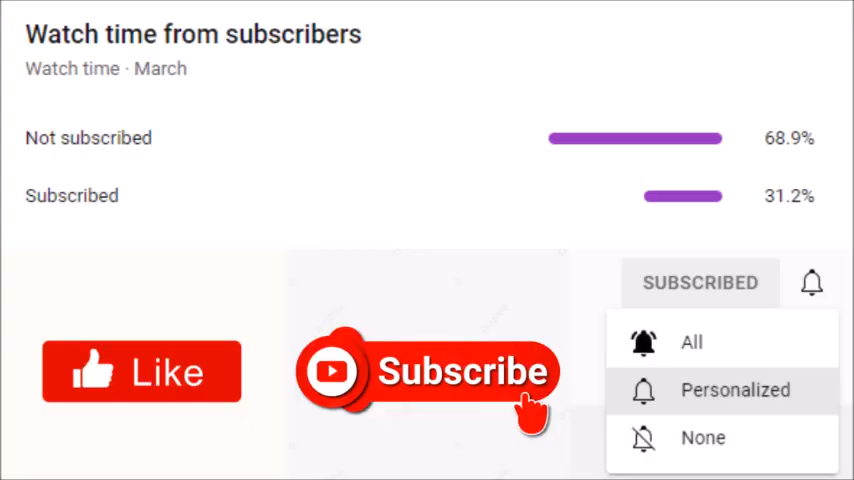 Watch time from subscribers
Watch time · March
Not subscribed 68.9%
Subscribed 31.2%
SUBSCRIBED
All
Like
Subscribe
Personalized
None